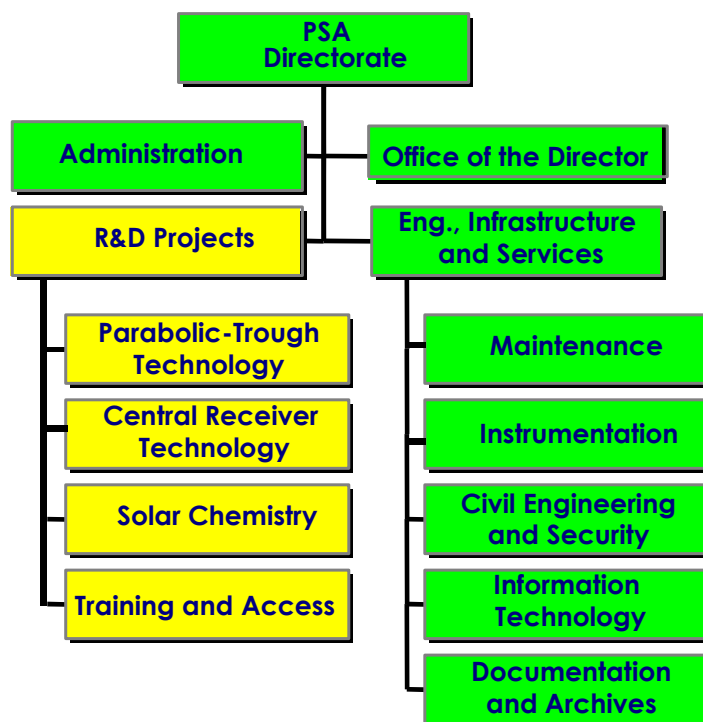 PSA
Directorate
Administration
Office of the Director
R&D Projects
Eng., Infrastructure
and Services
Parabolic-Trough
Technology
Central Receiver
Technology
Solar Chemistry
Training and Access
Maintenance
Instrumentation
Civil Engineering
and Security
Information
Technology
Documentation
and Archives